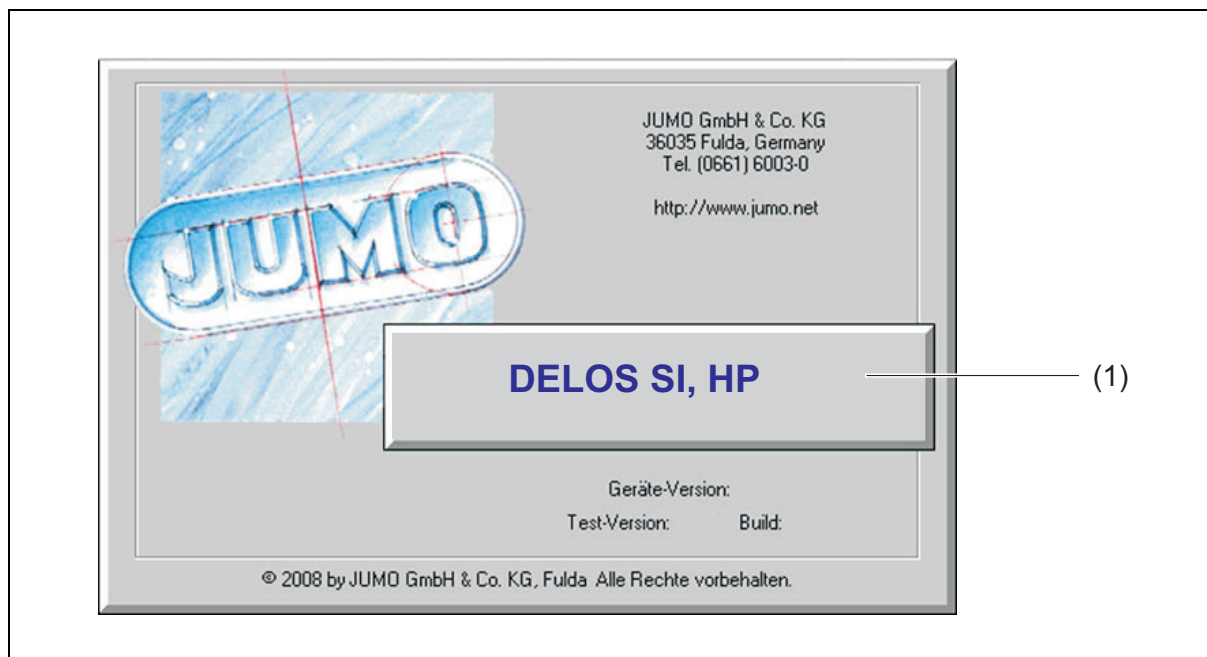 JUMO
JUMO GmbH & Co. KG
36035 Fulda, Germany
Tel. (0661) 6003-0
http://www.jumo.net
DELOS SI, HP
(1)
Geräte-Version:
Test-Version: Build:
© 2008 by JUMO GmbH & Co. KG, Fulda Alle Rechte vorbehalten.